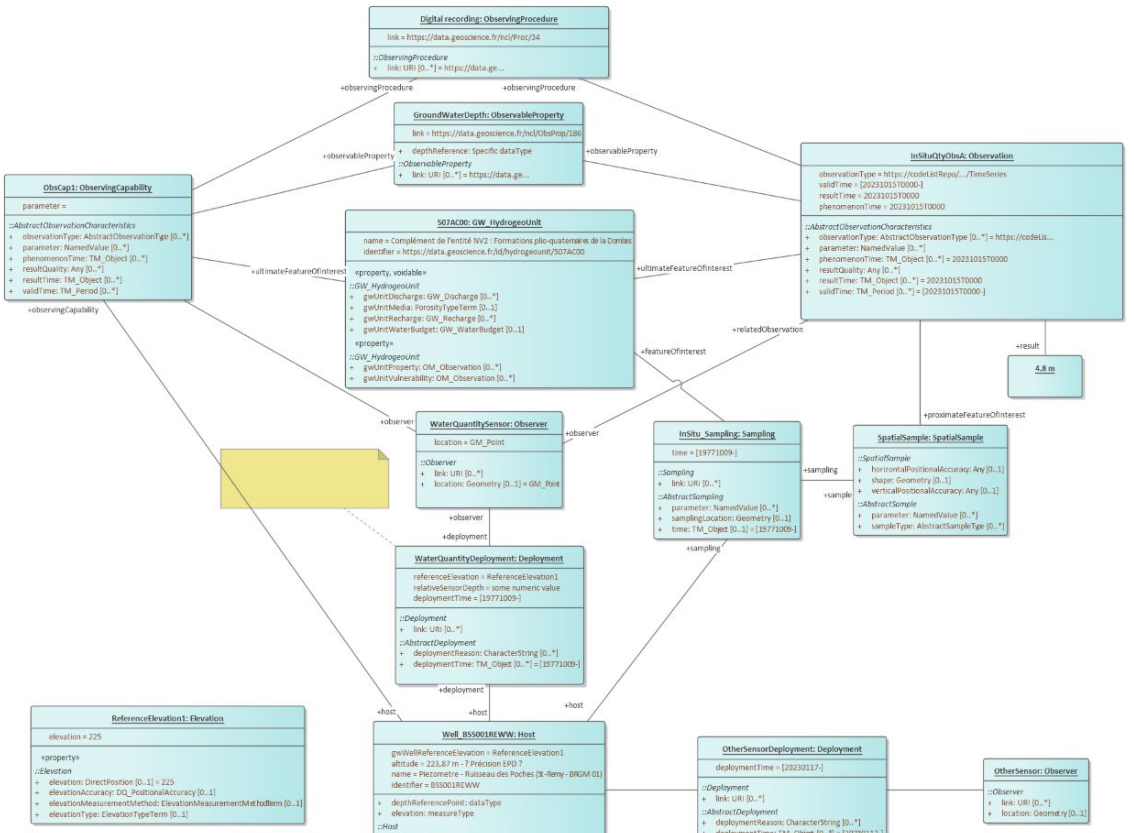 Digital recording: ObservingProcedure
link = https://data.geoscience.fr/ncl/Proc/34
::ObservingProcedure
+ link: URI [0..*] = https://data.ge...
+observingProcedure
+observingProcedure
GroundWaterDepth: ObservableProperty
link = https://data.geoscience.fr/ncl/ObsProp/186
+ depthReference: Specific dataType
::ObservableProperty
+ link: URI [0..*] = https://data.ge...
+observableProperty
+observableProperty
ObsCap1: ObservingCapability
parameter =
::AbstractObservationCharacteristics
+ observationType: AbstractObservationType [0..*]
+ parameter: NamedValue [0..*]
+ phenomenonTime: TM_Object [0..*]
+ resultQuality: Any [0..*]
+ resultTime: TM_Object [0..*]
+ validTime: TM_Period [0..*]
+observingCapability
InSituQtyObsA: Observation
observationType = https://codeListRepo/.../TimeSeries
validTime = [20231015T0000-]
resultTime = 20231015T0000
phenomenonTime = 20231015T0000
::AbstractObservationCharacteristics
+ observationType: AbstractObservationType [0..*] = https://codeLis...
+ parameter: NamedValue [0..*]
+ phenomenonTime: TM_Object [0..*] = 20231015T0000
+ resultQuality: Any [0..*]
+ resultTime: TM_Object [0..*] = 20231015T0000
+ validTime: TM_Period [0..*] = [20231015T0000-]
507AC00: GW_HydrogeoUnit
name = Complément de l'entité NV2 : Formations plio-quaternaires de la Dombes
identifier = https://data.geoscience.fr/id/hydrogeounit/507AC00
«property, voidable»
::GW_HydrogeoUnit
+ gwUnitDischarge: GW_Discharge [0..*]
+ gwUnitMedia: PorosityTypeTerm [0..1]
+ gwUnitRecharge: GW_Recharge [0..*]
+ gwUnitWaterBudget: GW_WaterBudget [0..1]
«property»
::GW_HydrogeoUnit
+ gwUnitProperty: OM_Observation [0..*]
+ gwUnitVulnerability: OM_Observation [0..*]
+ultimateFeatureOfInterest
+ultimateFeatureOfInterest
+relatedObservation
+featureOfInterest
+result
4.8 m
+proximateFeatureOfInterest
+observer
+observer
WaterQuantitySensor: Observer
location = GM_Point
::Observer
+ link: URI [0..*]
+ location: Geometry [0..1] = GM_Point
+observer
+deployment
InSitu_Sampling: Sampling
time = [19771009-]
::Sampling
+ link: URI [0..*]
::AbstractSampling
+ parameter: NamedValue [0..*]
+ samplingLocation: Geometry [0..1]
+ time: TM_Object [0..1] = [19771009-]
+sampling
+sampling
+sample
SpatialSample: SpatialSample
::SpatialSample
+ horizontalPositionalAccuracy: Any [0..1]
+ shape: Geometry [0..1]
+ verticalPositionalAccuracy: Any [0..1]
::AbstractSample
+ parameter: NamedValue [0..*]
+ sampleType: AbstractSampleType [0..*]
WaterQuantityDeployment: Deployment
referenceElevation = ReferenceElevation1
relativeSensorDepth = some numeric value
deploymentTime = [19771009-]
::Deployment
+ link: URI [0..*]
::AbstractDeployment
+ deploymentReason: CharacterString [0..*]
+ deploymentTime: TM_Object [0..*] = [19771009-]
+deployment
+host
+host
+host
ReferenceElevation1: Elevation
elevation = 225
«property»
::Elevation
+ elevation: DirectPosition [0..1] = 225
+ elevationAccuracy: DQ_PositionalAccuracy [0..1]
+ elevationMeasurementMethod: ElevationMeasurementMethodTerm [0..1]
+ elevationType: ElevationTypeTerm [0..1]
Well_BSS001REWW: Host
gwWellReferenceElevation = ReferenceElevation1
altitude = 223,87 m - ? Précision EPD ?
name = Piezometre - Ruisseau des Poches (St-Remy - BRGM 01)
identifier = BSS001REWW
+ depthReferencePoint: dataType
+ elevation: measureType
::Host
OtherSensorDeployment: Deployment
deploymentTime = [20230117-]
::Deployment
+ link: URI [0..*]
::AbstractDeployment
+ deploymentReason: CharacterString [0..*]
+ deploymentTime: TM_Object [0..*] = [20230117-]
OtherSensor: Observer
::Observer
+ link: URI [0..*]
+ location: Geometry [0..1]